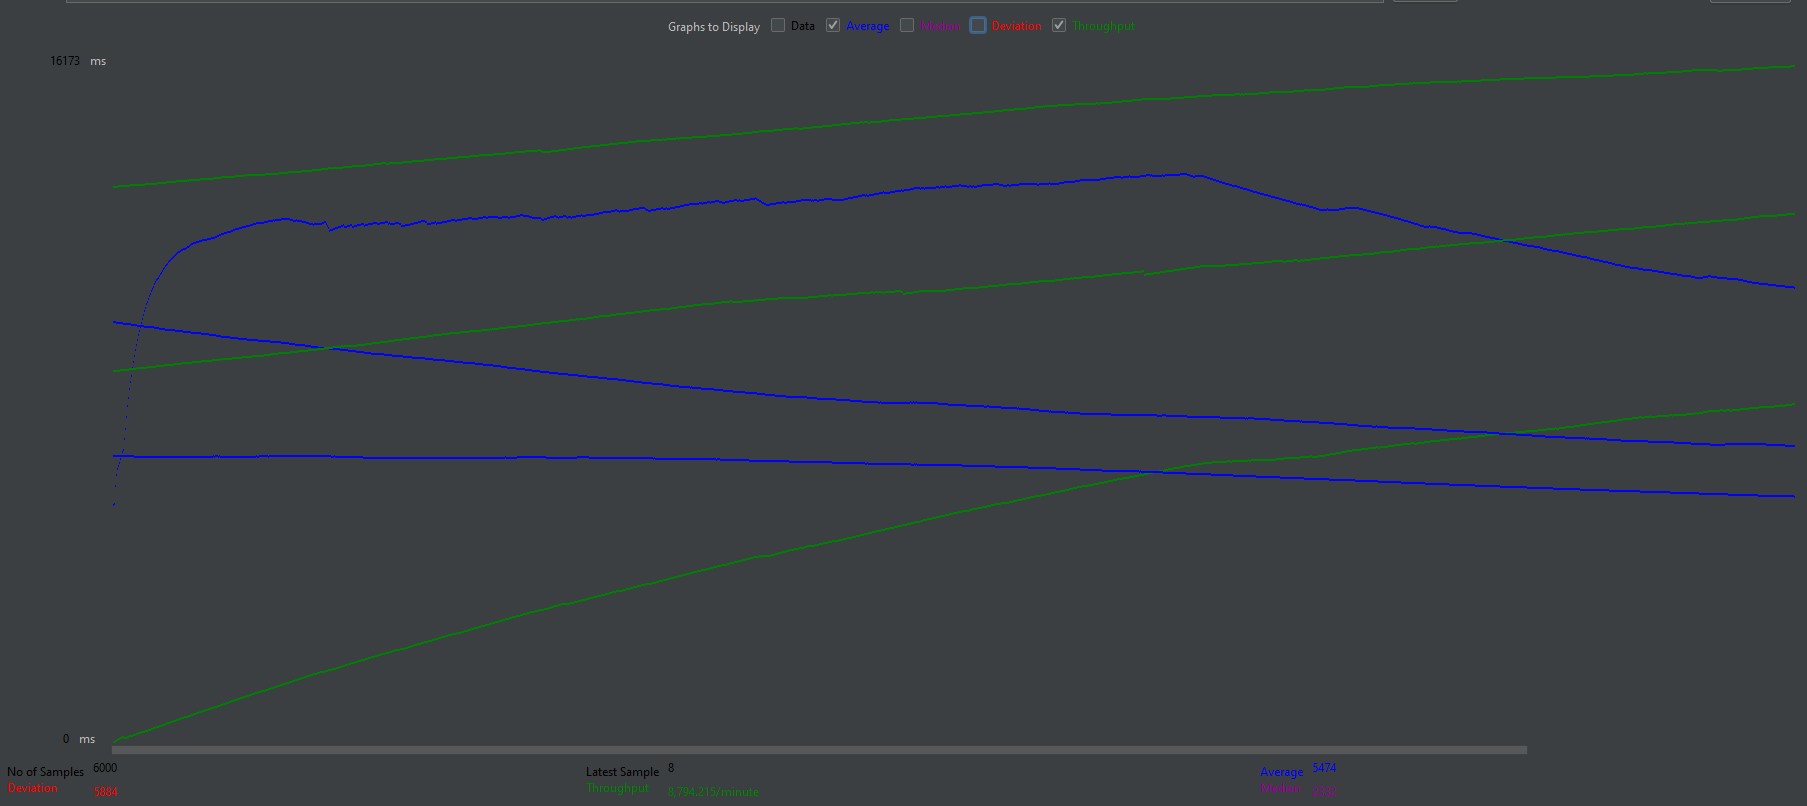 Graphs to Display Data Average Median Deviation Throughput
16173 ms
0 ms
No of Samples 6000 Latest Sample 8 Average 5474
Deviation 5884 Throughput 8,794.215/minute Median